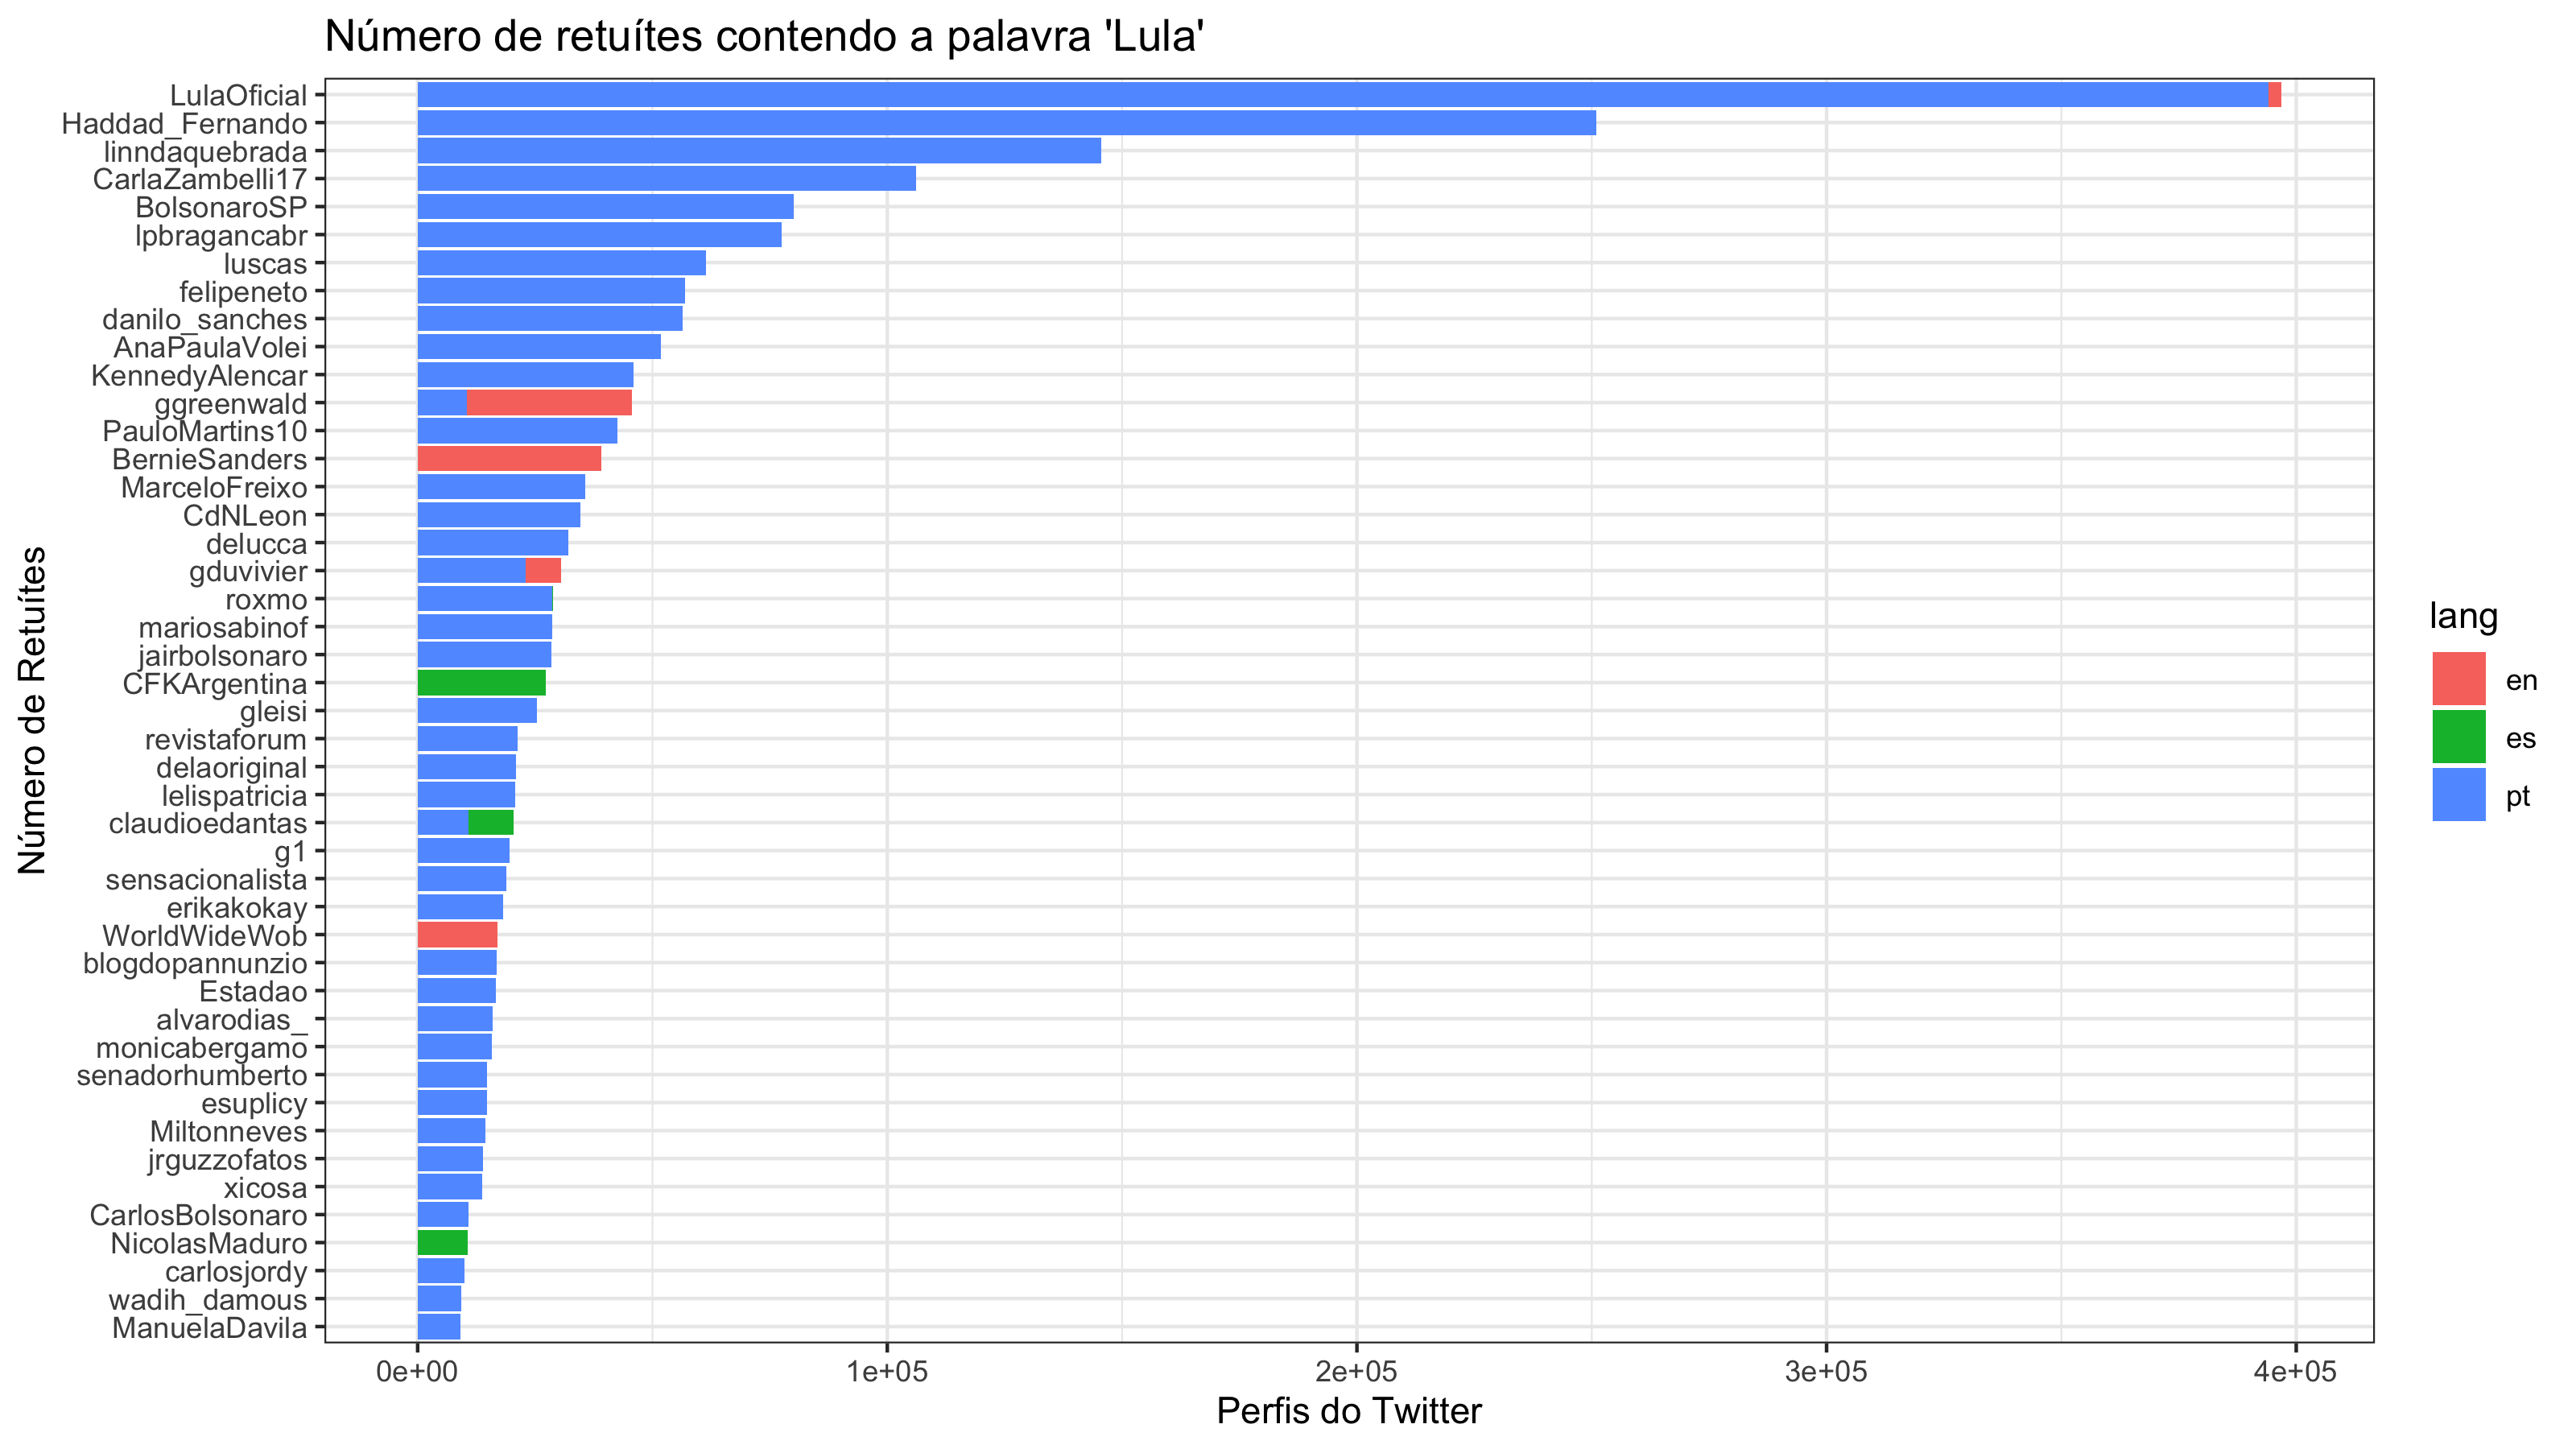 Número de retuítes contendo a palavra 'Lula'
LulaOficial
Haddad_Fernando
linndaquebrada
CarlaZambelli17
BolsonaroSP
lpbragancabr
luscas
felipeneto
danilo_sanches
AnaPaulaVolei
KennedyAlencar
ggreenwald
PauloMartins10
BernieSanders
MarceloFreixo
CdNLeon
delucca
gduvivier
roxmo
mariosabinof
jairbolsonaro
CFKArgentina
gleisi
revistaforum
delaoriginal
lelispatricia
claudioedantas
g1
sensacionalista
erikakokay
WorldWideWob
blogdopannunzio
Estadao
alvarodias_
monicabergamo
senadorhumberto
esuplicy
Miltonneves
jrguzzofatos
xicosa
CarlosBolsonaro
NicolasMaduro
carlosjordy
wadih_damous
ManuelaDavila
Número de Retuítes
0e+00 1e+05 2e+05 3e+05 4e+05
Perfis do Twitter
lang
en
es
pt